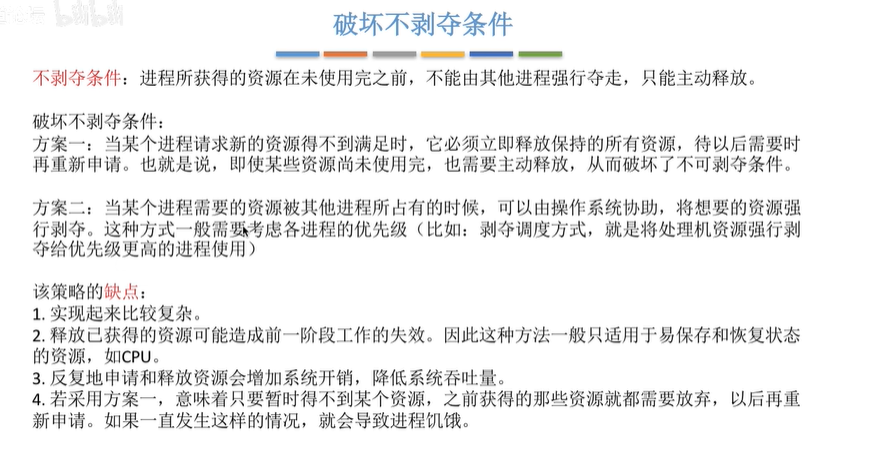 bilibili
破坏不剥夺条件
不剥夺条件：进程所获得的资源在未使用完之前，不能由其他进程强行夺走，只能主动释放。
破坏不剥夺条件：
方案一：当某个进程请求新的资源得不到满足时，它必须立即释放保持的所有资源，待以后需要时
再重新申请。也就是说，即使某些资源尚未使用完，也需要主动释放，从而破坏了不可剥夺条件。
方案二：当某个进程需要的资源被其他进程所占有的时候，可以由操作系统协助，将想要的资源强
行剥夺。这种方式一般需要考虑各进程的优先级（比如：剥夺调度方式，就是将处理机资源强行剥
夺给优先级更高的进程使用）
该策略的缺点：
1. 实现起来比较复杂。
2. 释放已获得的资源可能造成前一阶段工作的失效。因此这种方法一般只适用于易保存和恢复状态
的资源，如CPU。
3. 反复地申请和释放资源会增加系统开销，降低系统吞吐量。
4. 若采用方案一，意味着只要暂时得不到某个资源，之前获得的那些资源就都需要放弃，以后再重
新申请。如果一直发生这样的情况，就会导致进程饥饿。